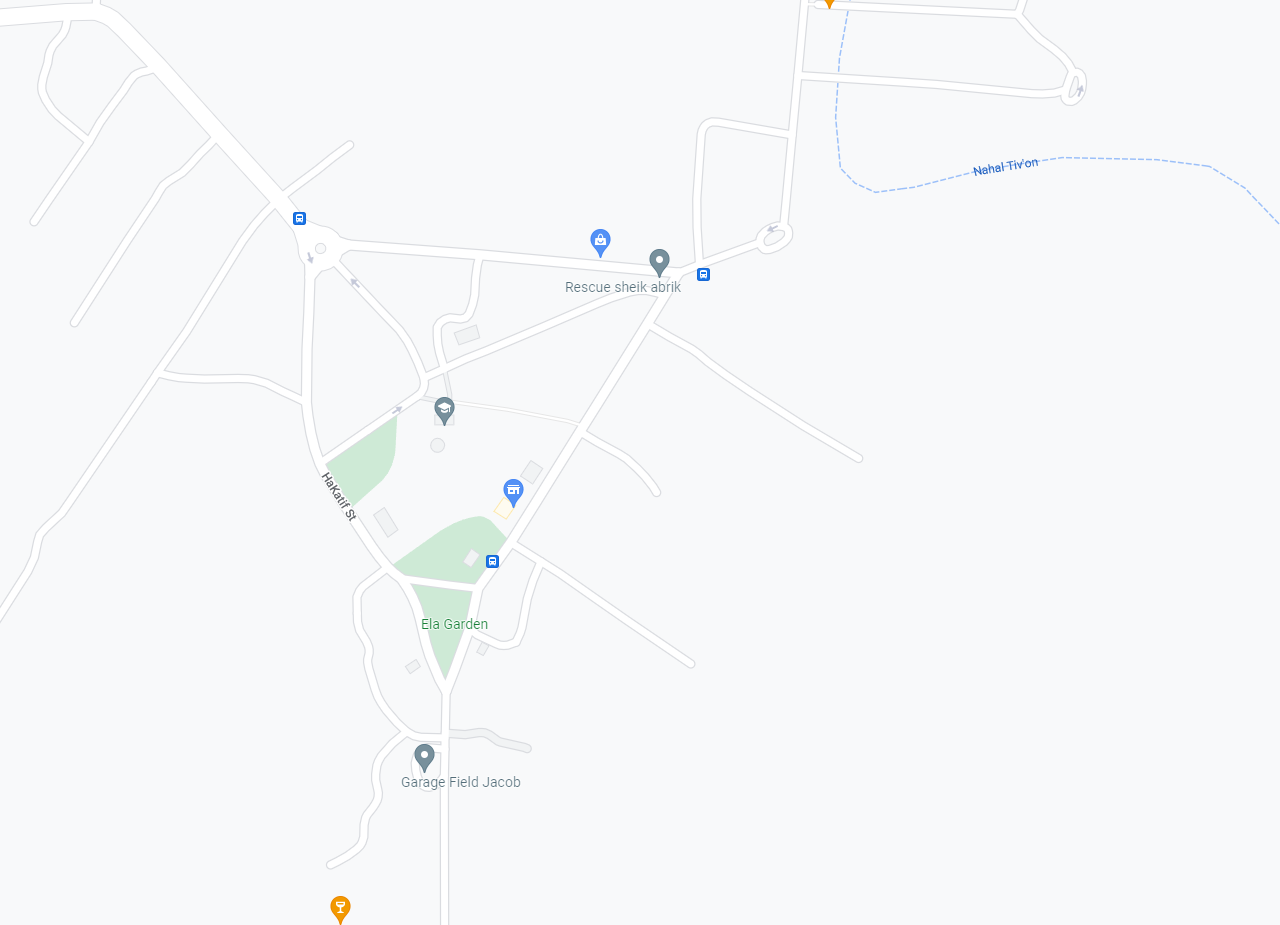 Nahal Tiv'on
Rescue sheik abrik
HaKatif St
Ela Garden
Garage Field Jacob